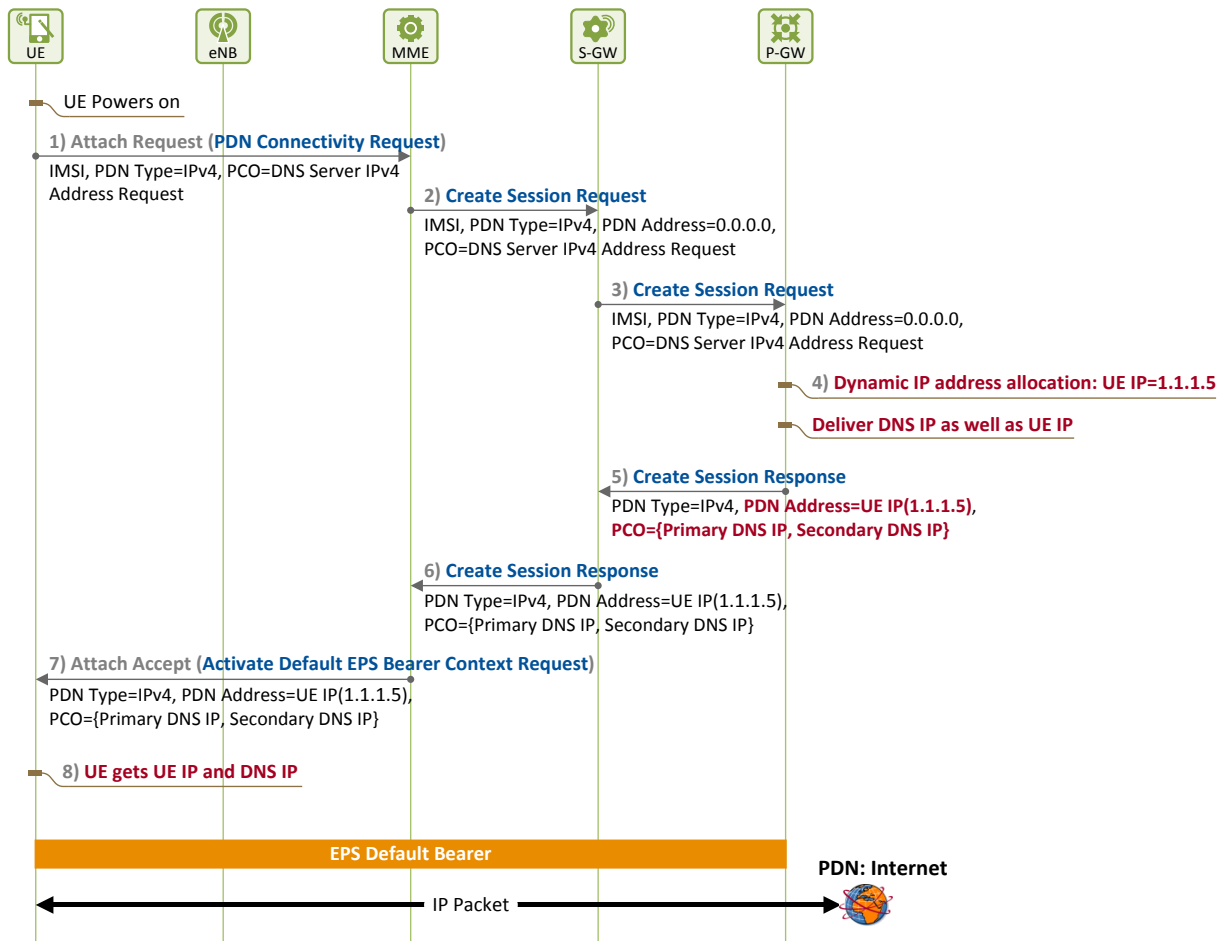 UE
eNB
MME
S-GW
P-GW
UE Powers on
1) Attach Request (PDN Connectivity Request)
IMSI, PDN Type=IPv4, PCO=DNS Server IPv4
Address Request
2) Create Session Request
IMSI, PDN Type=IPv4, PDN Address=0.0.0.0,
PCO=DNS Server IPv4 Address Request
3) Create Session Request
IMSI, PDN Type=IPv4, PDN Address=0.0.0.0,
PCO=DNS Server IPv4 Address Request
4) Dynamic IP address allocation: UE IP=1.1.1.5
Deliver DNS IP as well as UE IP
5) Create Session Response
PDN Type=IPv4, PDN Address=UE IP(1.1.1.5),
PCO={Primary DNS IP, Secondary DNS IP}
6) Create Session Response
PDN Type=IPv4, PDN Address=UE IP(1.1.1.5),
PCO={Primary DNS IP, Secondary DNS IP}
7) Attach Accept (Activate Default EPS Bearer Context Request)
PDN Type=IPv4, PDN Address=UE IP(1.1.1.5),
PCO={Primary DNS IP, Secondary DNS IP}
8) UE gets UE IP and DNS IP
EPS Default Bearer
PDN: Internet
IP Packet